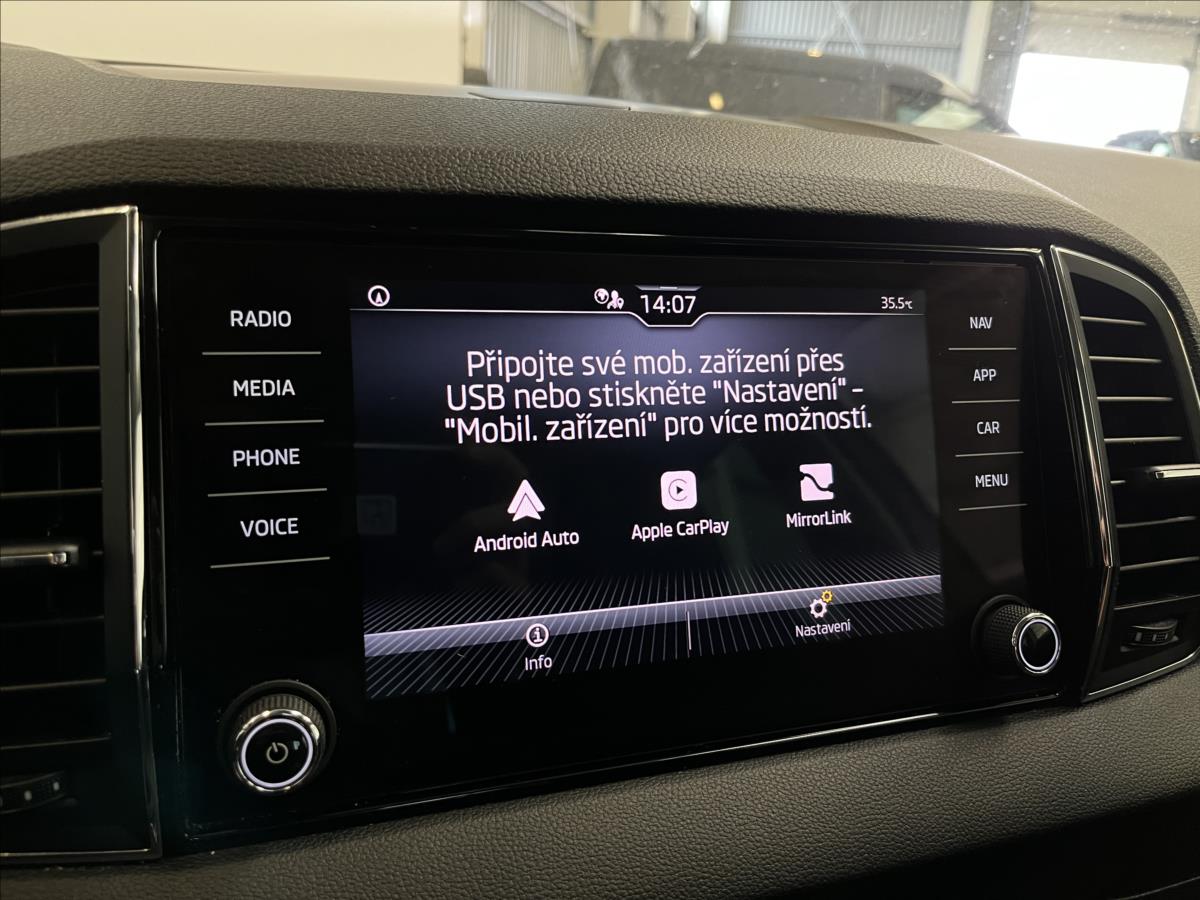 14:07
35.5°C
RADIO
MEDIA
PHONE
VOICE
Připojte své mob. zařízení přes
USB nebo stiskněte "Nastavení" –
"Mobil. zařízení" pro více možností.
Android Auto
Apple CarPlay
MirrorLink
Info
Nastavení
NAV
APP
CAR
MENU